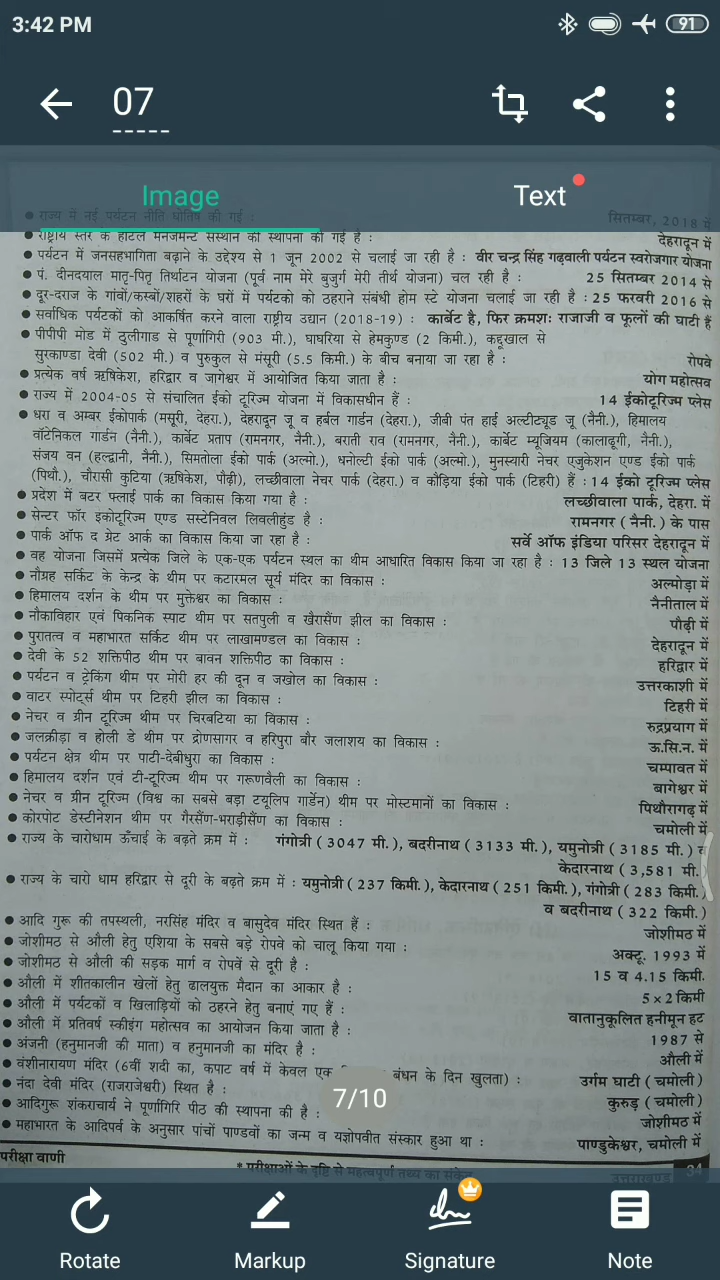 3:42 PM
91
07
Image
Text
● राज्य में नई पर्यटन नीति घोषित की गई : सितम्बर, 2018 में
● राष्ट्रीय स्तर के होटल मैनेजमेन्ट संस्थान की स्थापना की गई है : देहरादून में
● पर्यटन में जनसहभागिता बढ़ाने के उद्देश्य से 1 जून 2002 से चलाई जा रही है : वीर चन्द्र सिंह गढ़वाली पर्यटन स्वरोजगार योजना
● पं. दीनदयाल मातृ-पितृ तिर्थाटन योजना (पूर्व नाम मेरे बुजुर्ग मेरी तीर्थ योजना) चल रही है : 25 सितम्बर 2014 से
● दूर-दराज के गांवों/कस्बों/शहरों के घरों में पर्यटको को ठहराने संबंधी होम स्टे योजना चलाई जा रही है : 25 फरवरी 2016 से
● सर्वाधिक पर्यटकों को आकर्षित करने वाला राष्ट्रीय उद्यान (2018-19) : कार्बेट है, फिर क्रमशः राजाजी व फूलों की घाटी हैं
● पीपीपी मोड में ठुलीगाड से पूर्णागिरी (903 मी.), घाघरिया से हेमकुण्ड (2 किमी.), कद्दूखाल से
सुरकाण्डा देवी (502 मी.) व पुरुकुल से मंसूरी (5.5 किमी.) के बीच बनाया जा रहा है : रोपवे
● प्रत्येक वर्ष ऋषिकेश, हरिद्वार व जागेश्वर में आयोजित किया जाता है : योग महोत्सव
● राज्य में 2004-05 से संचालित ईको टूरिज्म योजना में विकासधीन हैं : 14 ईकोटूरिज्म प्लेस
● धरा व अम्बर ईकोपार्क (मसूरी, देहरा.), देहरादून जू व हर्बल गार्डन (देहरा.), जीबी पंत हाई अल्टीट्यूड जू (नैनी.), हिमालय
वॉटेनिकल गार्डन (नैनी.), कार्बेट प्रताप (रामनगर, नैनी.), बराती राव (रामनगर, नैनी.), कार्बेट म्यूजियम (कालाढूगी, नैनी.),
संजय वन (हल्द्वानी, नैनी.), सिमतोला ईको पार्क (अल्मो.), धनोल्टी ईको पार्क (अल्मो.), मुनस्यारी नेचर एजुकेशन एण्ड ईको पार्क
(पिथौ.), चौरासी कुटिया (ऋषिकेश, पौढ़ी), लच्छीवाला नेचर पार्क (देहरा.) व कौड़िया ईको पार्क (टिहरी) हैं : 14 ईको टूरिज्म प्लेस
● प्रदेश में बटर फ्लाई पार्क का विकास किया गया है : लच्छीवाला पार्क, देहरा. में
● सेन्टर फॉर इकोटूरिज्म एण्ड सस्टेनिवल लिवलीहुंड है : रामनगर ( नैनी. ) के पास
● पार्क ऑफ द ग्रेट आर्क का विकास किया जा रहा है : सर्वे ऑफ इंडिया परिसर देहरादून में
● वह योजना जिसमें प्रत्येक जिले के एक-एक पर्यटन स्थल का थीम आधारित विकास किया जा रहा है : 13 जिले 13 स्थल योजना
● नौग्रह सर्किट के केन्द्र के थीम पर कटारमल सूर्य मंदिर का विकास : अल्मोड़ा में
● हिमालय दर्शन के थीम पर मुक्तेश्वर का विकास : नैनीताल में
● नौकाविहार एवं पिकनिक स्पाट थीम पर सतपुली व खैरासैंण झील का विकास : पौढ़ी में
● पुरातत्व व महाभारत सर्किट थीम पर लाखामण्डल का विकास : देहरादून में
● देवी के 52 शक्तिपीठ थीम पर बावन शक्तिपीठ का विकास : हरिद्वार में
● पर्यटन व ट्रेकिंग थीम पर मोरी हर की दून व जखोल का विकास : उत्तरकाशी में
● वाटर स्पोर्ट्स थीम पर टिहरी झील का विकास : टिहरी में
● नेचर व ग्रीन टूरिज्म थीम पर चिरबटिया का विकास : रुद्रप्रयाग में
● जलक्रीड़ा व होली डे थीम पर द्रोणसागर व हरिपुरा बौर जलाशय का विकास : ऊ.सि.न. में
● पर्यटन क्षेत्र थीम पर पाटी-देबीधुरा का विकास : चम्पावत में
● हिमालय दर्शन एवं टी-टूरिज्म थीम पर गरूणवैली का विकास : बागेश्वर में
● नेचर व ग्रीन टूरिज्म (विश्व का सबसे बड़ा टयूलिप गार्डेन) थीम पर मोस्टमानों का विकास : पिथौरागढ़ में
● कोरपोट डेस्टीनेशन थीम पर गैरसैंण-भराड़ीसैंण का विकास : चमोली में
● राज्य के चारोधाम ऊँचाई के बढ़ते क्रम में : गंगोत्री (3047 मी.), बदरीनाथ (3133 मी.), यमुनोत्री (3185 मी.) व
केदारनाथ ( 3,581 मी.
● राज्य के चारो धाम हरिद्वार से दूरी के बढ़ते क्रम में : यमुनोत्री ( 237 किमी.), केदारनाथ ( 251 किमी.), गंगोत्री ( 283 किमी.)
व बदरीनाथ ( 322 किमी.)
● आदि गुरू की तपस्थली, नरसिंह मंदिर व बासुदेव मंदिर स्थित हैं : जोशीमठ में
● जोशीमठ से औली हेतु एशिया के सबसे बड़े रोपवे को चालू किया गया : अक्टू. 1993 में
● जोशीमठ से औली की सड़क मार्ग व रोपवें से दूरी है : 15 व 4.15 किमी.
● औली में शीतकालीन खेलों हेतु ढालयुक्त मैदान का आकार है : 5×2 किमी
● औली में पर्यटकों व खिलाड़ियों को ठहरने हेतु बनाएं गए हैं : वातानुकूलित हनीमून हट
● औली में प्रतिवर्ष स्कीइंग महोत्सव का आयोजन किया जाता है : 1987 से
● अंजनी (हनुमानजी की माता) व हनुमानजी का मंदिर है : औली में
● वंशीनारायण मंदिर (6वीं शदी का, कपाट वर्ष में केवल एक बंधन के दिन खुलता) : उर्गम घाटी ( चमोली )
● नंदा देवी मंदिर (राजराजेश्वरी) स्थित है : कुरुड़ ( चमोली )
● आदिगुरू शंकराचार्य ने पूर्णागिरि पीठ की स्थापना की है : जोशीमठ में
● महाभारत के आदिपर्व के अनुसार पांचों पाण्डवों का जन्म व यज्ञोपवीत संस्कार हुआ था : पाण्डुकेश्वर, चमोली में
7/10
परीक्षा वाणी
* परीक्षाओं के दृष्टि से महत्वपूर्ण तथ्य का संकेत
उत्तराखण्ड 34
Rotate
Markup
Signature
Note